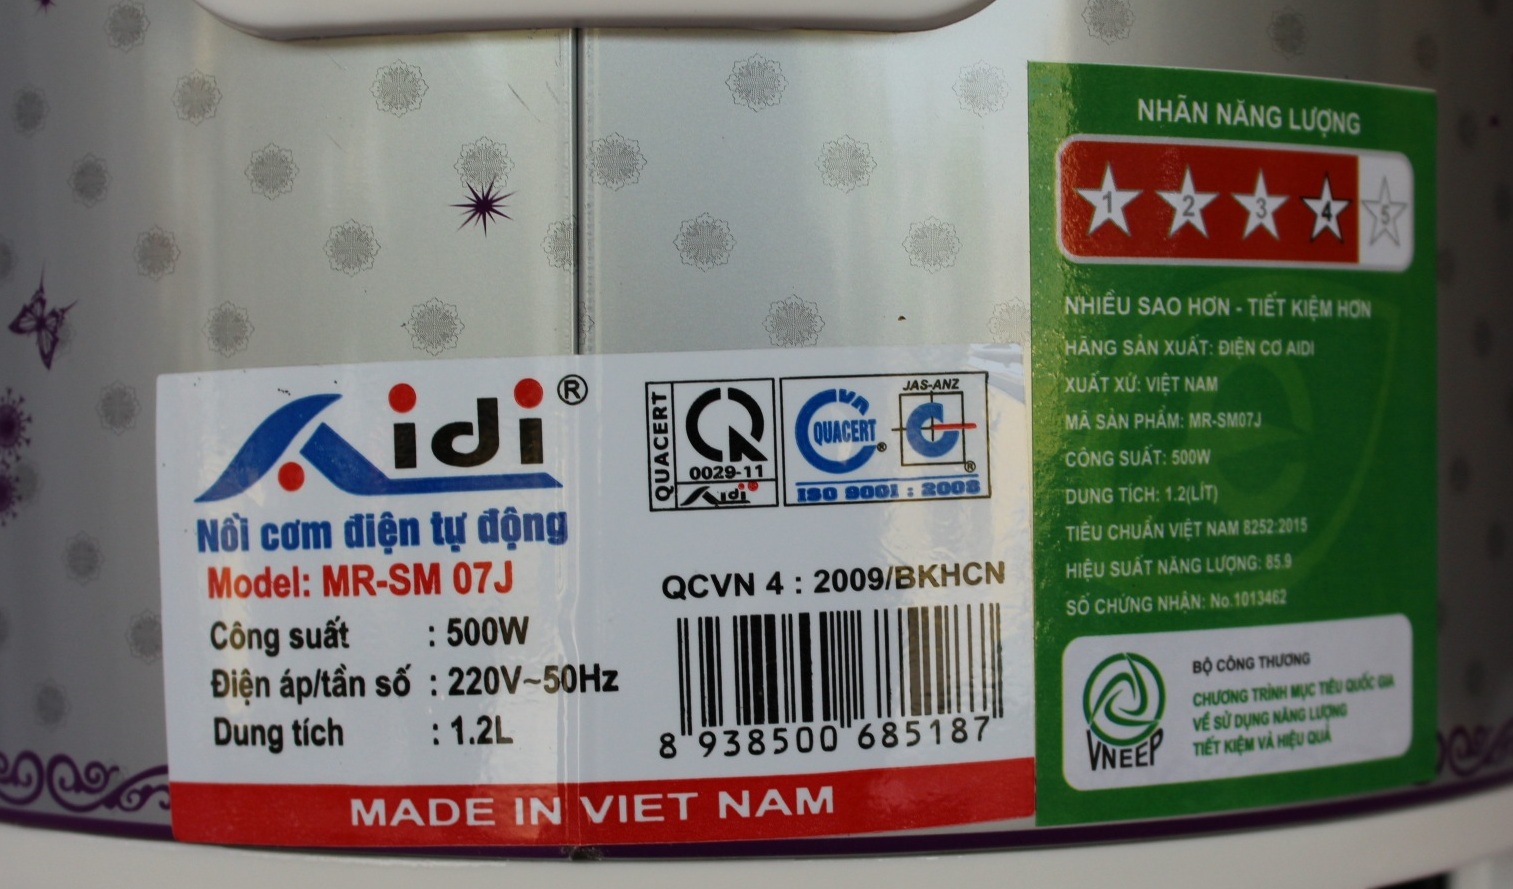 Aidi®
Nồi cơm điện tự động
Model: MR-SM 07J
Công suất : 500W
Điện áp/tần số : 220V~50Hz
Dung tích : 1.2L
QUACERT
0029-11
Aidi
QUACERT ®
JAS-ANZ
®
ISO 9001 : 2008
QCVN 4 : 2009/BKHCN
8 938500 685187
MADE IN VIET NAM
NHÃN NĂNG LƯỢNG
1 2 3 4 5
NHIỀU SAO HƠN - TIẾT KIỆM HƠN
HÃNG SẢN XUẤT: ĐIỆN CƠ AIDI
XUẤT XỨ: VIỆT NAM
MÃ SẢN PHẨM: MR-SM07J
CÔNG SUẤT: 500W
DUNG TÍCH: 1.2(LÍT)
TIÊU CHUẨN VIỆT NAM 8252:2015
HIỆU SUẤT NĂNG LƯỢNG: 85.9
SỐ CHỨNG NHẬN: No.1013462
VNEEP
BỘ CÔNG THƯƠNG
CHƯƠNG TRÌNH MỤC TIÊU QUỐC GIA
VỀ SỬ DỤNG NĂNG LƯỢNG
TIẾT KIỆM VÀ HIỆU QUẢ